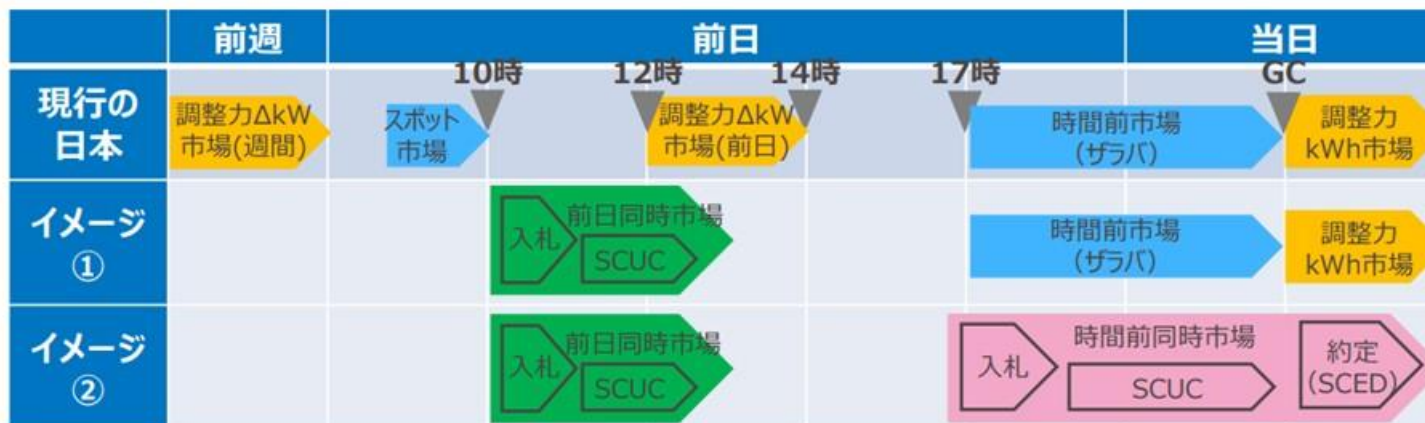 前週
前日
当日
10時
12時
14時
17時
GC
現行の
日本
調整力ΔkW
市場(週間)
スポット
市場
調整力ΔkW
市場(前日)
時間前市場
(ザラバ)
調整力
kWh市場
イメージ
①
前日同時市場
入札
SCUC
時間前市場
(ザラバ)
調整力
kWh市場
イメージ
②
前日同時市場
入札
SCUC
時間前同時市場
入札
SCUC
約定
(SCED)